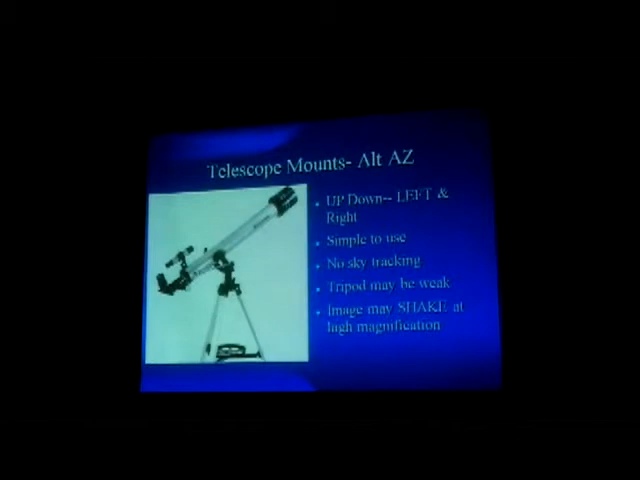 Telescope Mounts- Alt AZ
UP Down-- LEFT &
Right
Simple to use
No sky tracking
Tripod may be weak
Image may SHAKE at
high magnification